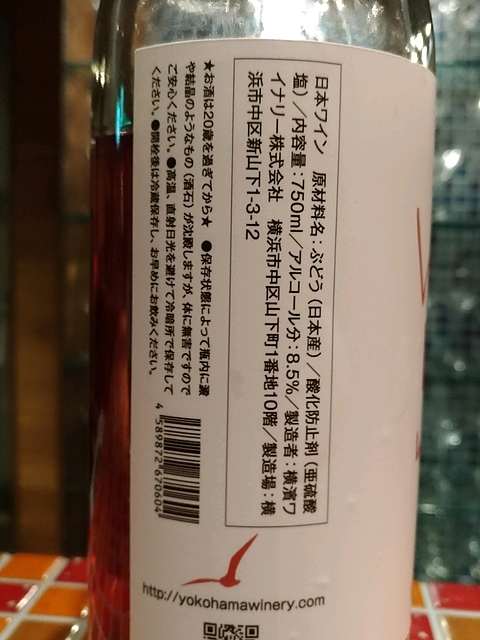 日本ワイン　原材料名：ぶどう（日本産）／酸化防止剤（亜硫酸
塩）／内容量：750ml／アルコール分：8.5％／製造者：横濱ワ
イナリー株式会社　横浜市中区山下町1番地10階／製造場：横
浜市中区新山下1-3-12
★お酒は20歳を過ぎてから★　●保存状態によって瓶内に澱
や結晶のようなもの（酒石）が沈殿しますが、体に無害ですので
ご安心ください。●高温、直射日光を避けて冷暗所で保存して
ください。●開栓後は冷蔵保存し、お早めにお飲みください。
4 589872 670604
http://yokohamawinery.com